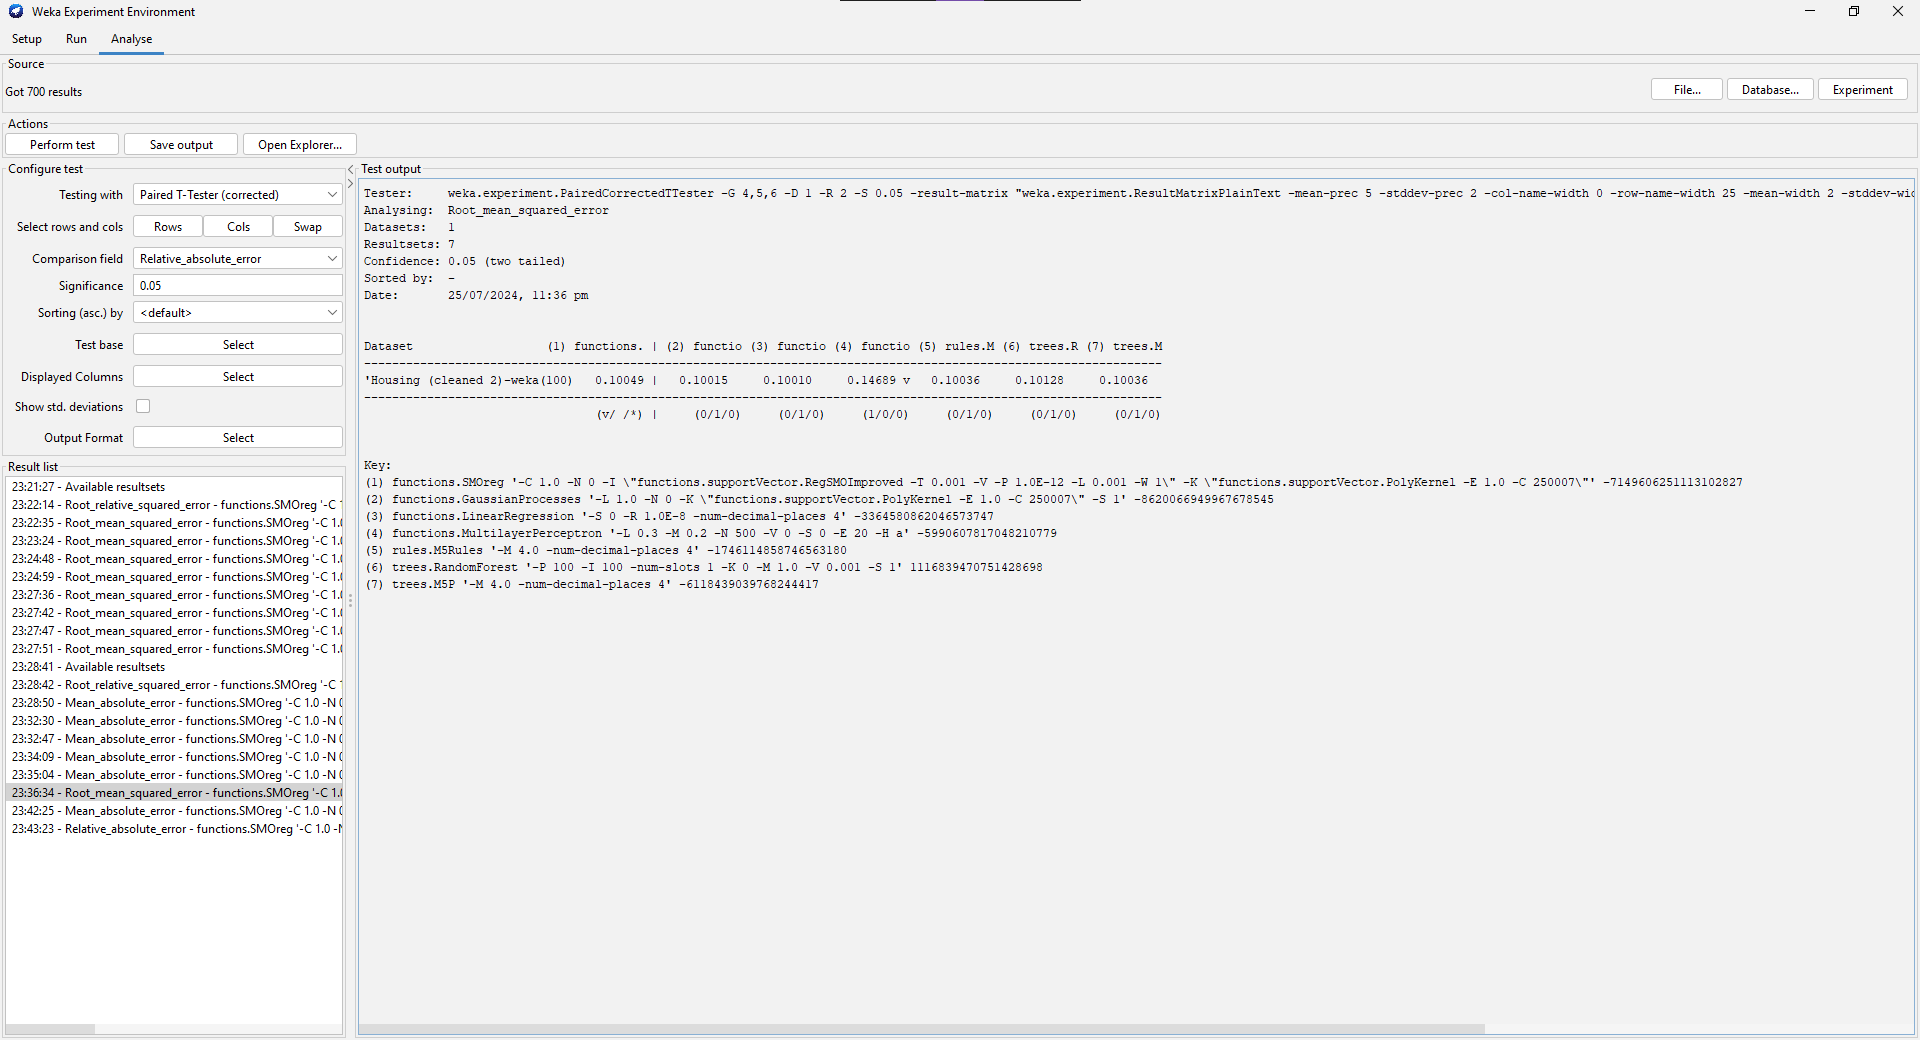 Weka Experiment Environment
Setup Run Analyse
Source
Got 700 results
File... Database... Experiment
Actions
Perform test Save output Open Explorer...
Configure test
Testing with Paired T-Tester (corrected)
Select rows and cols Rows Cols Swap
Comparison field Relative_absolute_error
Significance 0.05
Sorting (asc.) by <default>
Test base Select
Displayed Columns Select
Show std. deviations
Output Format Select
Result list
23:21:27 - Available resultsets
23:22:14 - Root_relative_squared_error - functions.SMOreg '-C 1
23:22:35 - Root_mean_squared_error - functions.SMOreg '-C 1.0
23:23:24 - Root_mean_squared_error - functions.SMOreg '-C 1.0
23:24:48 - Root_mean_squared_error - functions.SMOreg '-C 1.0
23:24:59 - Root_mean_squared_error - functions.SMOreg '-C 1.0
23:27:36 - Root_mean_squared_error - functions.SMOreg '-C 1.0
23:27:42 - Root_mean_squared_error - functions.SMOreg '-C 1.0
23:27:47 - Root_mean_squared_error - functions.SMOreg '-C 1.0
23:27:51 - Root_mean_squared_error - functions.SMOreg '-C 1.0
23:28:41 - Available resultsets
23:28:42 - Root_relative_squared_error - functions.SMOreg '-C 1
23:28:50 - Mean_absolute_error - functions.SMOreg '-C 1.0 -N 0
23:32:30 - Mean_absolute_error - functions.SMOreg '-C 1.0 -N 0
23:32:47 - Mean_absolute_error - functions.SMOreg '-C 1.0 -N 0
23:34:09 - Mean_absolute_error - functions.SMOreg '-C 1.0 -N 0
23:35:04 - Mean_absolute_error - functions.SMOreg '-C 1.0 -N 0
23:36:34 - Root_mean_squared_error - functions.SMOreg '-C 1.0
23:42:25 - Mean_absolute_error - functions.SMOreg '-C 1.0 -N 0
23:43:23 - Relative_absolute_error - functions.SMOreg '-C 1.0 -N
Test output
Tester: weka.experiment.PairedCorrectedTTester -G 4,5,6 -D 1 -R 2 -S 0.05 -result-matrix "weka.experiment.ResultMatrixPlainText -mean-prec 5 -stddev-prec 2 -col-name-width 0 -row-name-width 25 -mean-width 2 -stddev-wid
Analysing: Root_mean_squared_error
Datasets: 1
Resultsets: 7
Confidence: 0.05 (two tailed)
Sorted by: -
Date: 25/07/2024, 11:36 pm
Dataset (1) functions. | (2) functio (3) functio (4) functio (5) rules.M (6) trees.R (7) trees.M
'Housing (cleaned 2)-weka(100) 0.10049 | 0.10015 0.10010 0.14689 v 0.10036 0.10128 0.10036
(v/ /*) | (0/1/0) (0/1/0) (1/0/0) (0/1/0) (0/1/0) (0/1/0)
Key:
(1) functions.SMOreg '-C 1.0 -N 0 -I \"functions.supportVector.RegSMOImproved -T 0.001 -V -P 1.0E-12 -L 0.001 -W 1\" -K \"functions.supportVector.PolyKernel -E 1.0 -C 250007\"' -7149606251113102827
(2) functions.GaussianProcesses '-L 1.0 -N 0 -K \"functions.supportVector.PolyKernel -E 1.0 -C 250007\" -S 1' -8620066949967678545
(3) functions.LinearRegression '-S 0 -R 1.0E-8 -num-decimal-places 4' -3364580862046573747
(4) functions.MultilayerPerceptron '-L 0.3 -M 0.2 -N 500 -V 0 -S 0 -E 20 -H a' -5990607817048210779
(5) rules.M5Rules '-M 4.0 -num-decimal-places 4' -1746114858746563180
(6) trees.RandomForest '-P 100 -I 100 -num-slots 1 -K 0 -M 1.0 -V 0.001 -S 1' 1116839470751428698
(7) trees.M5P '-M 4.0 -num-decimal-places 4' -6118439039768244417